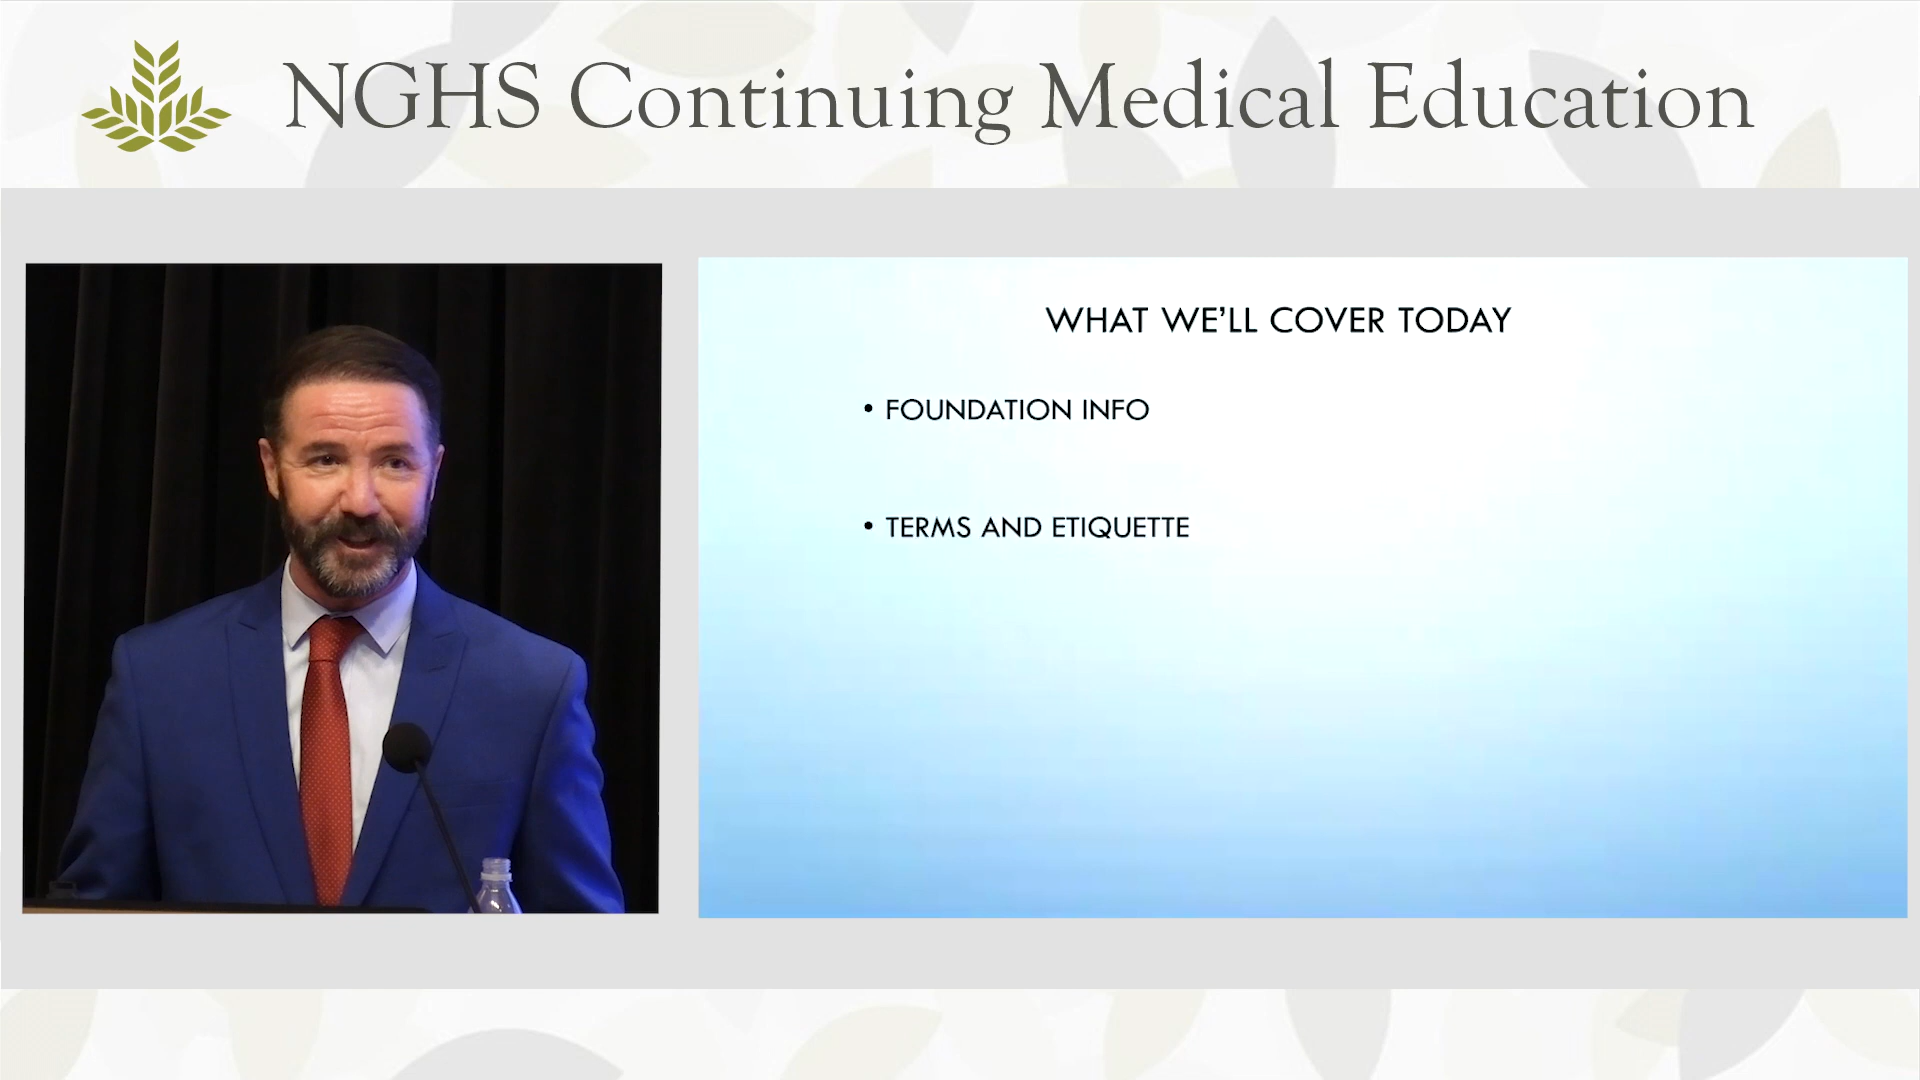 NGHS Continuing Medical Education
WHAT WE'LL COVER TODAY
• FOUNDATION INFO
• TERMS AND ETIQUETTE